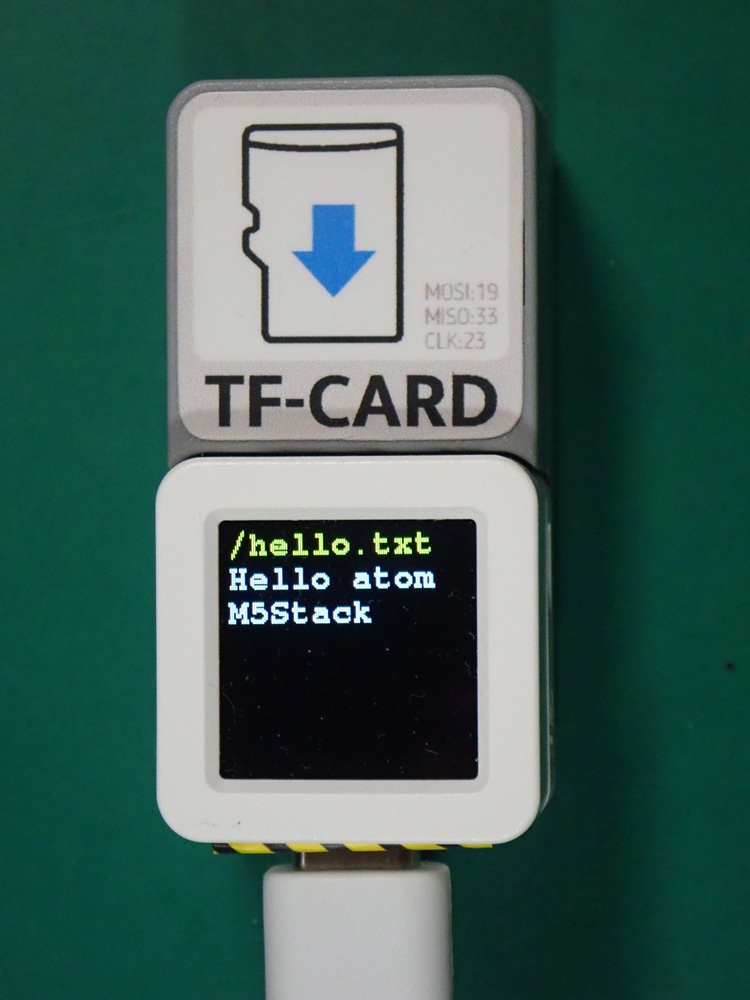 MOSI:19
MISO:33
CLK:23
TF-CARD
/hello.txt
Hello atom
M5Stack